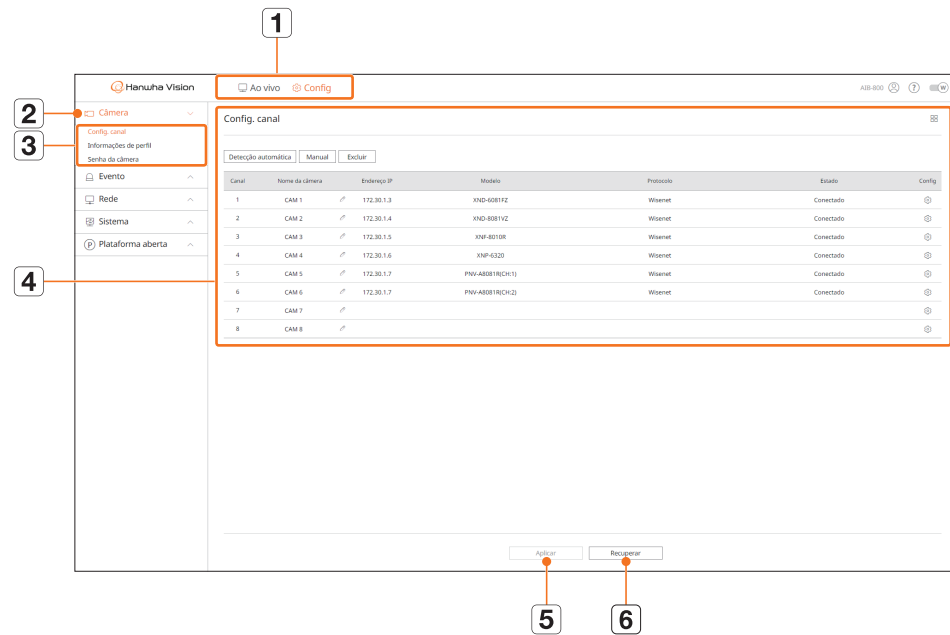 1
Hanwha Vision
Ao vivo Config
AIB-800 ? W
2
Câmera
Config. canal
3
Config. canal
Informações de perfil
Senha da câmera
Detecção automática Manual Excluir
Evento
Canal Nome da câmera Endereço IP Modelo Protocolo Estado Config
Rede
1 CAM 1 172.30.1.3 XND-6081FZ Wisenet Conectado
2 CAM 2 172.30.1.4 XND-8081VZ Wisenet Conectado
Sistema
3 CAM 3 172.30.1.5 XNF-8010R Wisenet Conectado
P Plataforma aberta
4 CAM 4 172.30.1.6 XNP-6320 Wisenet Conectado
4
5 CAM 5 172.30.1.7 PNV-A8081R(CH:1) Wisenet Conectado
6 CAM 6 172.30.1.7 PNV-A8081R(CH:2) Wisenet Conectado
7 CAM 7
8 CAM 8
Aplicar Recuperar
5 6